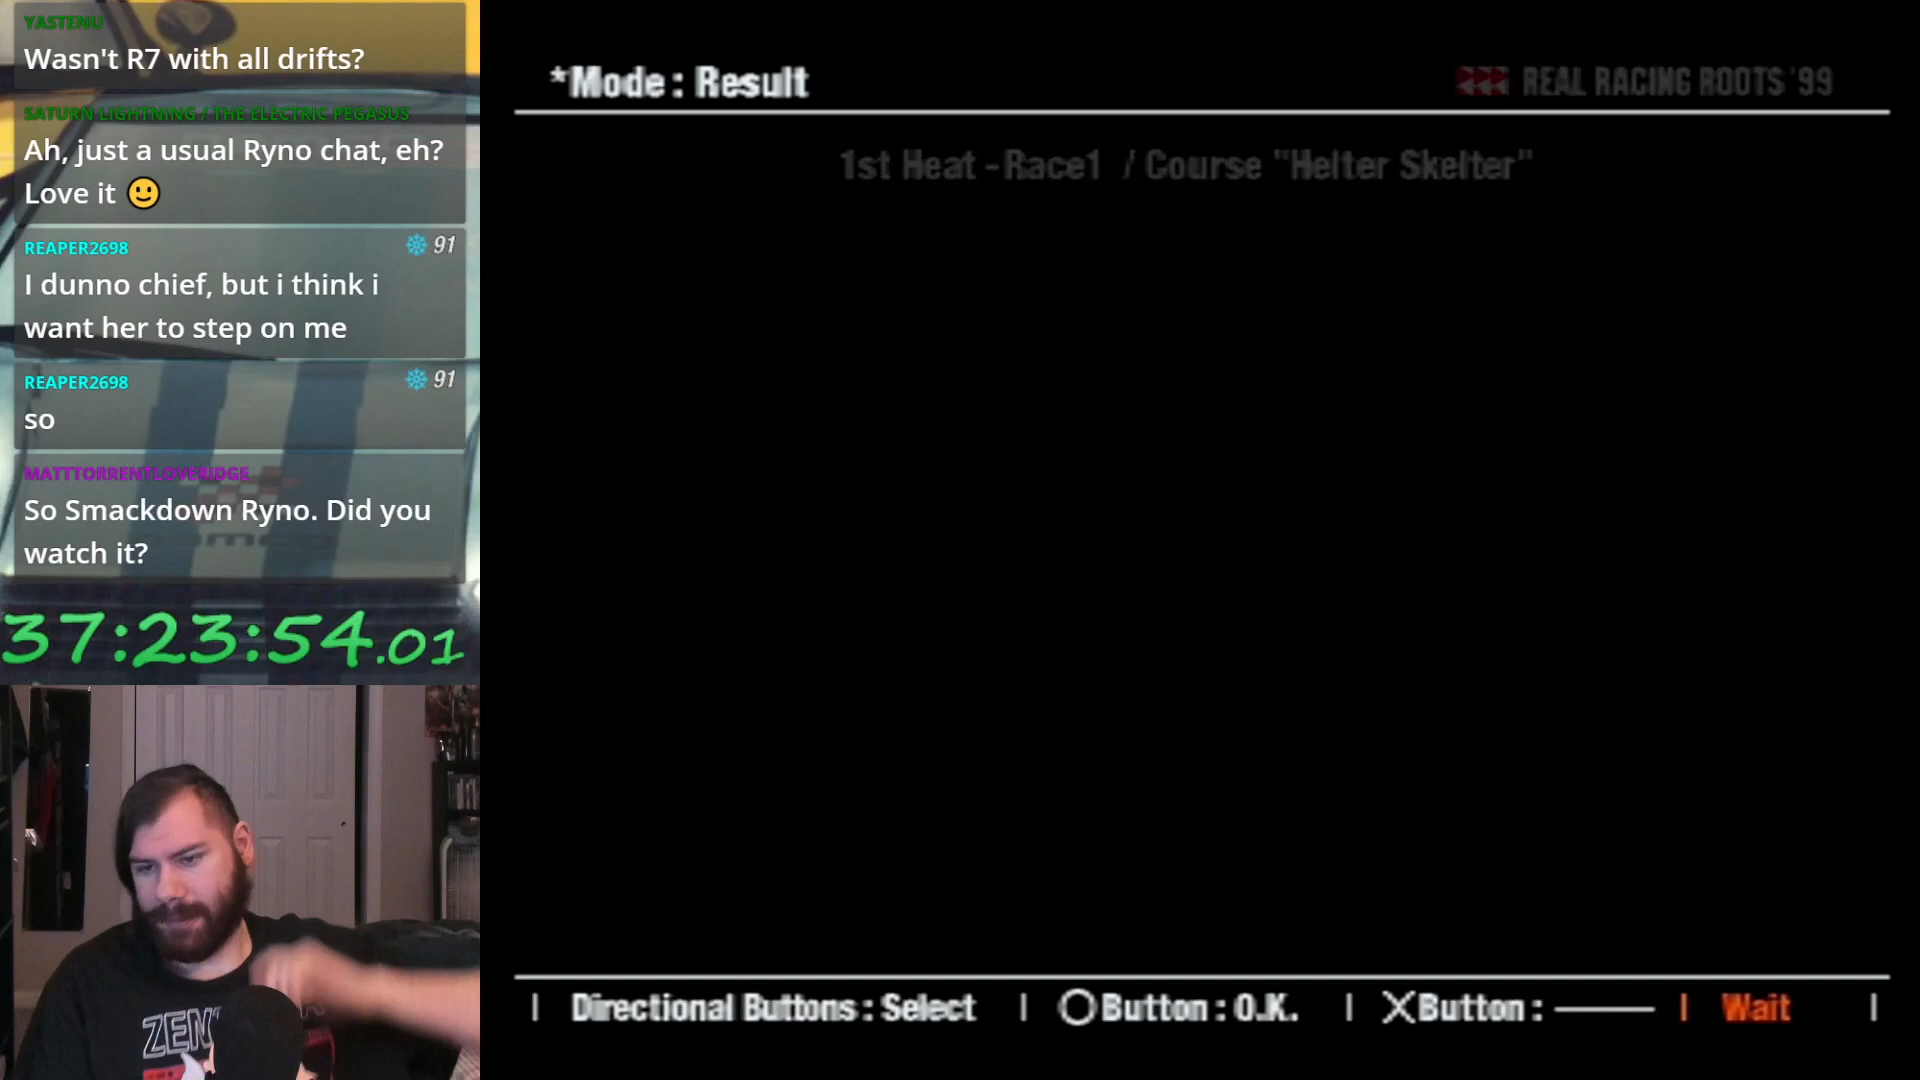 YASTENU
Wasn't R7 with all drifts?
SATURN LIGHTMING / THE ELECTRIC PEGASUS
Ah, just a usual Ryno chat, eh?
Love it 🙂
REAPER2698
91
I dunno chief, but i think i
want her to step on me
REAPER2698
91
so
MATTTORRENTLOVERIDGE
So Smackdown Ryno. Did you
watch it?
37:23:54.01
ZEN
*Mode : Result
REAL RACING ROOTS '99
1st Heat - Race1 / Course "Helter Skelter"
| Directional Buttons : Select | ◯Button : O.K. | ╳Button : ——— | Wait |